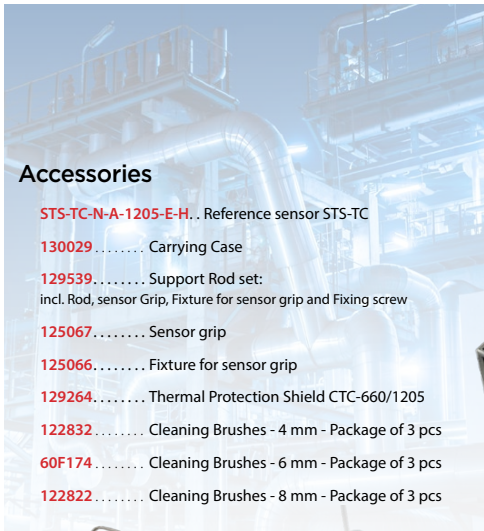 Accessories
STS-TC-N-A-1205-E-H. . Reference sensor STS-TC
130029 . . . . . . . . Carrying Case
129539. . . . . . . . Support Rod set:
incl. Rod, sensor Grip, Fixture for sensor grip and Fixing screw
125067. . . . . . . . Sensor grip
125066. . . . . . . . Fixture for sensor grip
129264. . . . . . . . Thermal Protection Shield CTC-660/1205
122832 . . . . . . . . Cleaning Brushes - 4 mm - Package of 3 pcs
60F174 . . . . . . . . Cleaning Brushes - 6 mm - Package of 3 pcs
122822 . . . . . . . . Cleaning Brushes - 8 mm - Package of 3 pcs